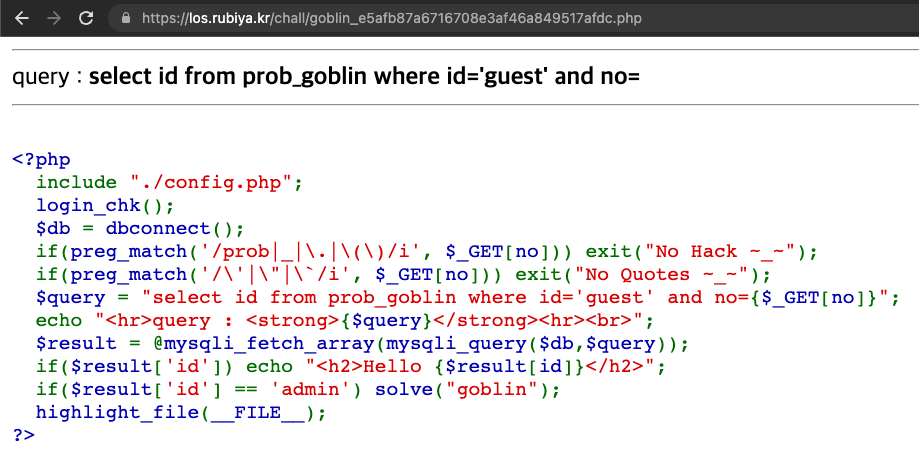 https://los.rubiya.kr/chall/goblin_e5afb87a6716708e3af46a849517afdc.php
query : select id from prob_goblin where id='guest' and no=
<?php
  include "./config.php";
  login_chk();
  $db = dbconnect();
  if(preg_match('/prob|_|\.|\(\)/i', $_GET[no])) exit("No Hack ~_~");
  if(preg_match('/\'|\"|\`/i', $_GET[no])) exit("No Quotes ~_~");
  $query = "select id from prob_goblin where id='guest' and no={$_GET[no]}";
  echo "<hr>query : <strong>{$query}</strong><hr><br>";
  $result = @mysqli_fetch_array(mysqli_query($db,$query));
  if($result['id']) echo "<h2>Hello {$result[id]}</h2>";
  if($result['id'] == 'admin') solve("goblin");
  highlight_file(__FILE__);
?>